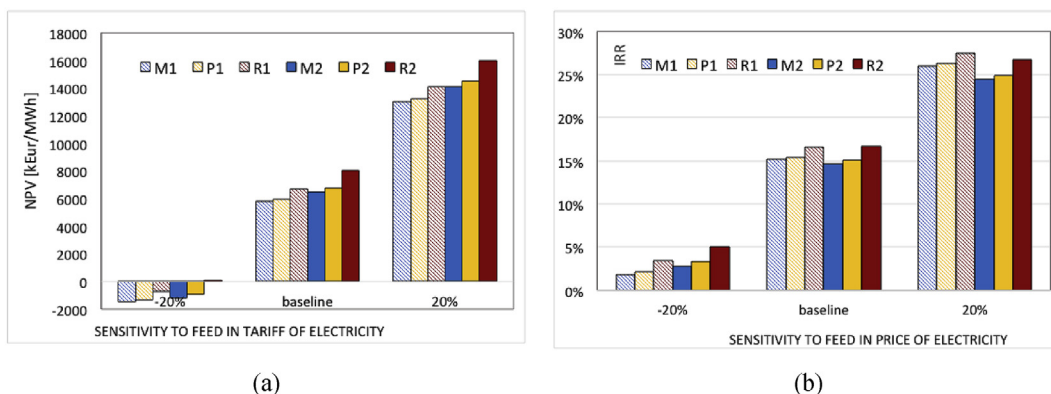 18000
16000
14000
12000
10000
8000
6000
4000
2000
0
-2000
NPV [kEur/MWh]
M1 P1 R1 M2 P2 R2
-20% baseline 20%
SENSITIVITY TO FEED IN TARIFF OF ELECTRICITY
(a)
30%
25%
20%
15%
10%
5%
0%
IRR
M1 P1 R1 M2 P2 R2
-20% baseline 20%
SENSITIVITY TO FEED IN PRICE OF ELECTRICITY
(b)